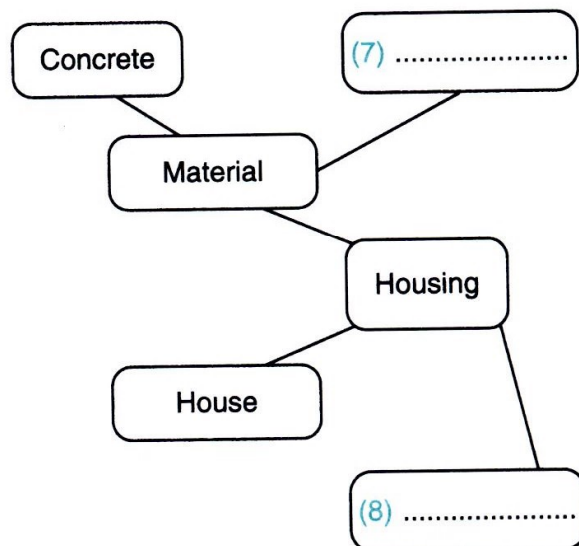 Concrete
(7) ......................
Material
Housing
House
(8) ......................